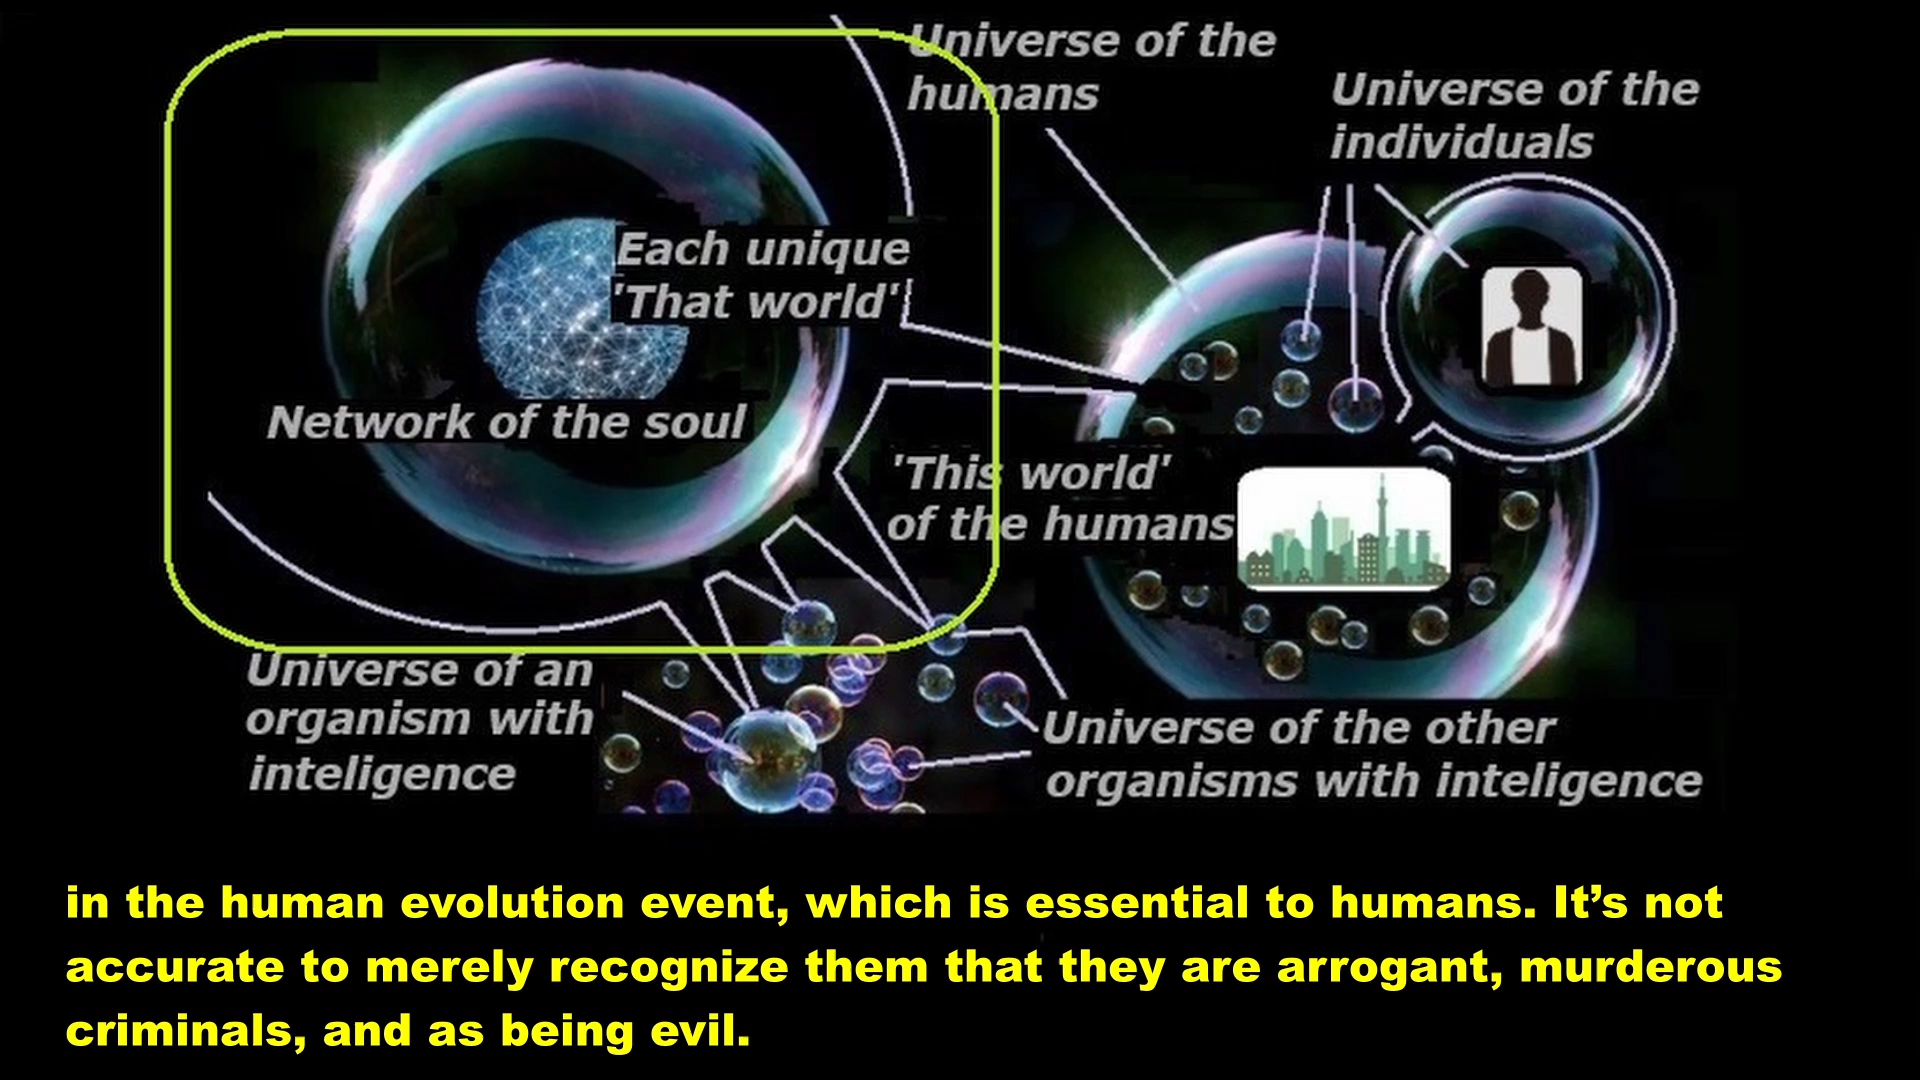 Universe of the
humans
Universe of the
individuals
Each unique
'That world'
Network of the soul
'This world'
of the humans
Universe of an
organism with
inteligence
Universe of the other
organisms with inteligence
in the human evolution event, which is essential to humans. It’s not
accurate to merely recognize them that they are arrogant, murderous
criminals, and as being evil.